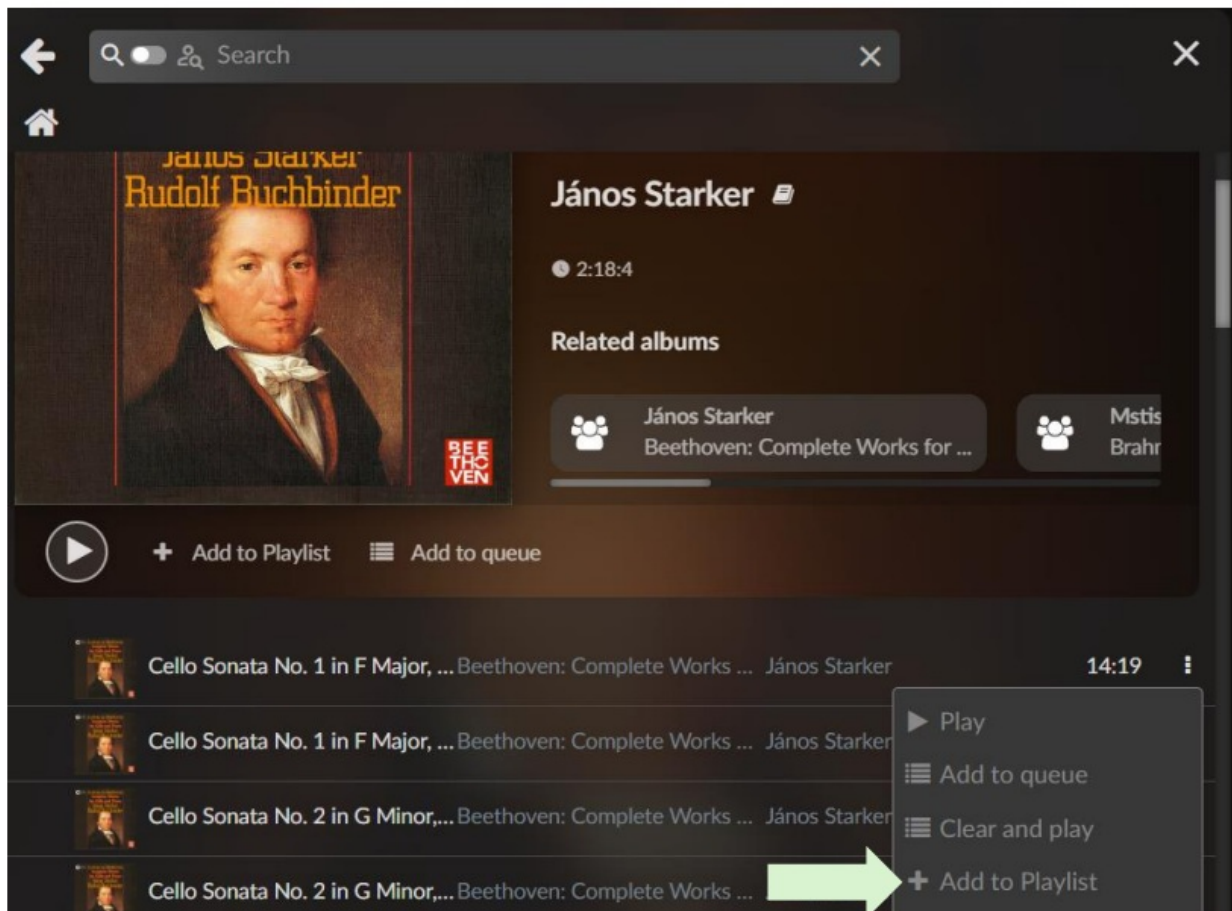 Search
János Starker
Rudolf Buchbinder
BEE
THO
VEN
János Starker
2:18:4
Related albums
János Starker
Beethoven: Complete Works for ...
Mstis
Brahr
Add to Playlist
Add to queue
Cello Sonata No. 1 in F Major, ... Beethoven: Complete Works ... János Starker 14:19
Play
Cello Sonata No. 1 in F Major, ... Beethoven: Complete Works ... János Starker
Add to queue
Cello Sonata No. 2 in G Minor,... Beethoven: Complete Works ... János Starker
Clear and play
Cello Sonata No. 2 in G Minor,... Beethoven: Complete Works ...
Add to Playlist